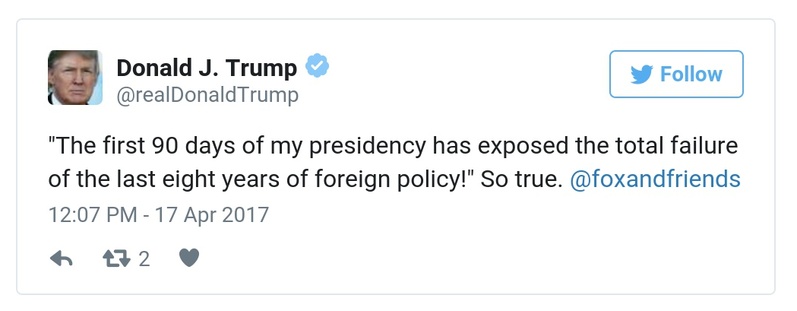 Donald J. Trump
@realDonaldTrump
Follow
"The first 90 days of my presidency has exposed the total failure
of the last eight years of foreign policy!" So true. @foxandfriends
12:07 PM - 17 Apr 2017
2